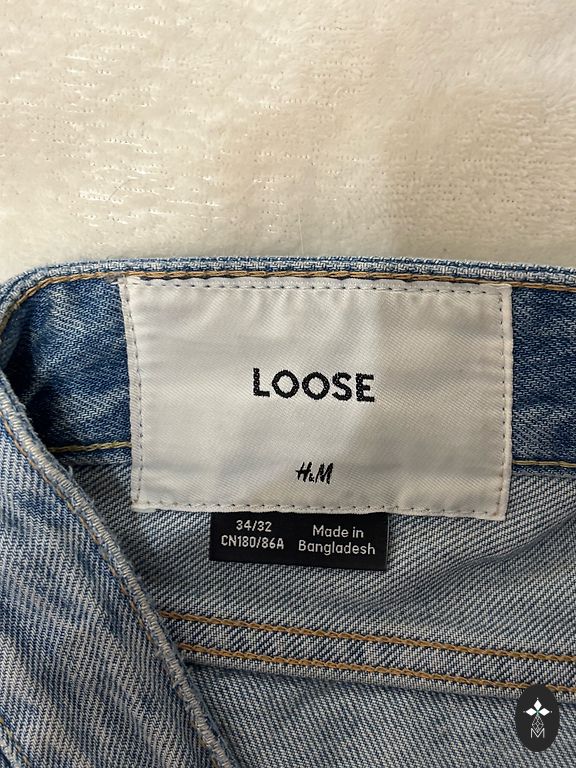 LOOSE
H&M
34/32
CN180/86A
Made in
Bangladesh
M